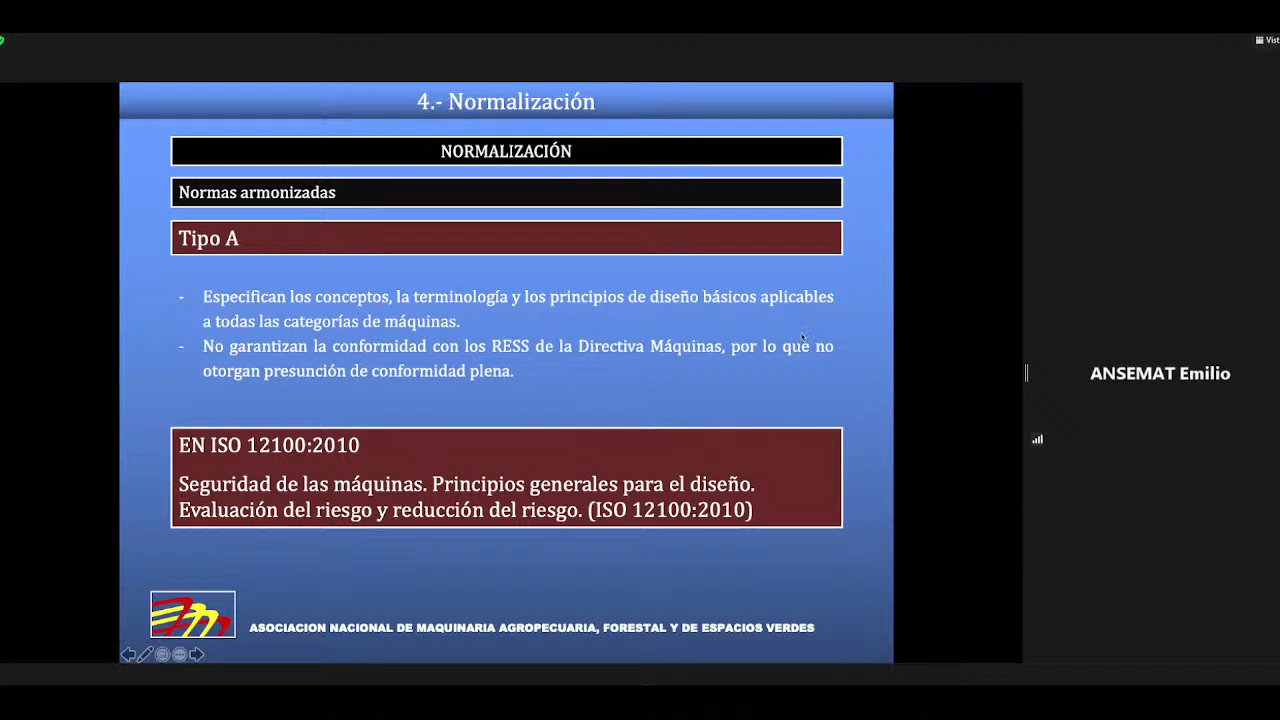 Vist
4.- Normalización
NORMALIZACIÓN
Normas armonizadas
Tipo A
- Especifican los conceptos, la terminología y los principios de diseño básicos aplicables
a todas las categorías de máquinas.
- No garantizan la conformidad con los RESS de la Directiva Máquinas, por lo que no
otorgan presunción de conformidad plena.
ANSEMAT Emilio
EN ISO 12100:2010
Seguridad de las máquinas. Principios generales para el diseño.
Evaluación del riesgo y reducción del riesgo. (ISO 12100:2010)
ASOCIACION NACIONAL DE MAQUINARIA AGROPECUARIA, FORESTAL Y DE ESPACIOS VERDES